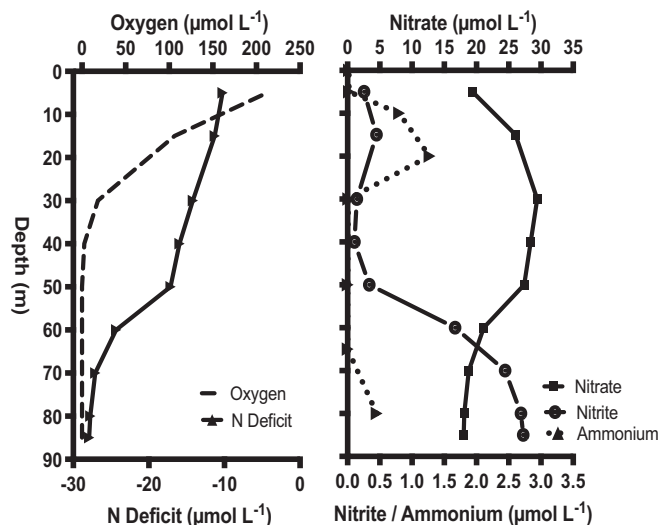 Oxygen (µmol L⁻¹)
0 50 100 150 200 250
0
10
20
30
40
50
60
70
80
90
Depth (m)
Oxygen
N Deficit
-30 -20 -10 0
N Deficit (µmol L⁻¹)
Nitrate (µmol L⁻¹)
0 5 10 15 20 25 30 35
Nitrate
Nitrite
Ammonium
0.0 0.5 1.0 1.5 2.0 2.5 3.0 3.5
Nitrite / Ammonium (µmol L⁻¹)